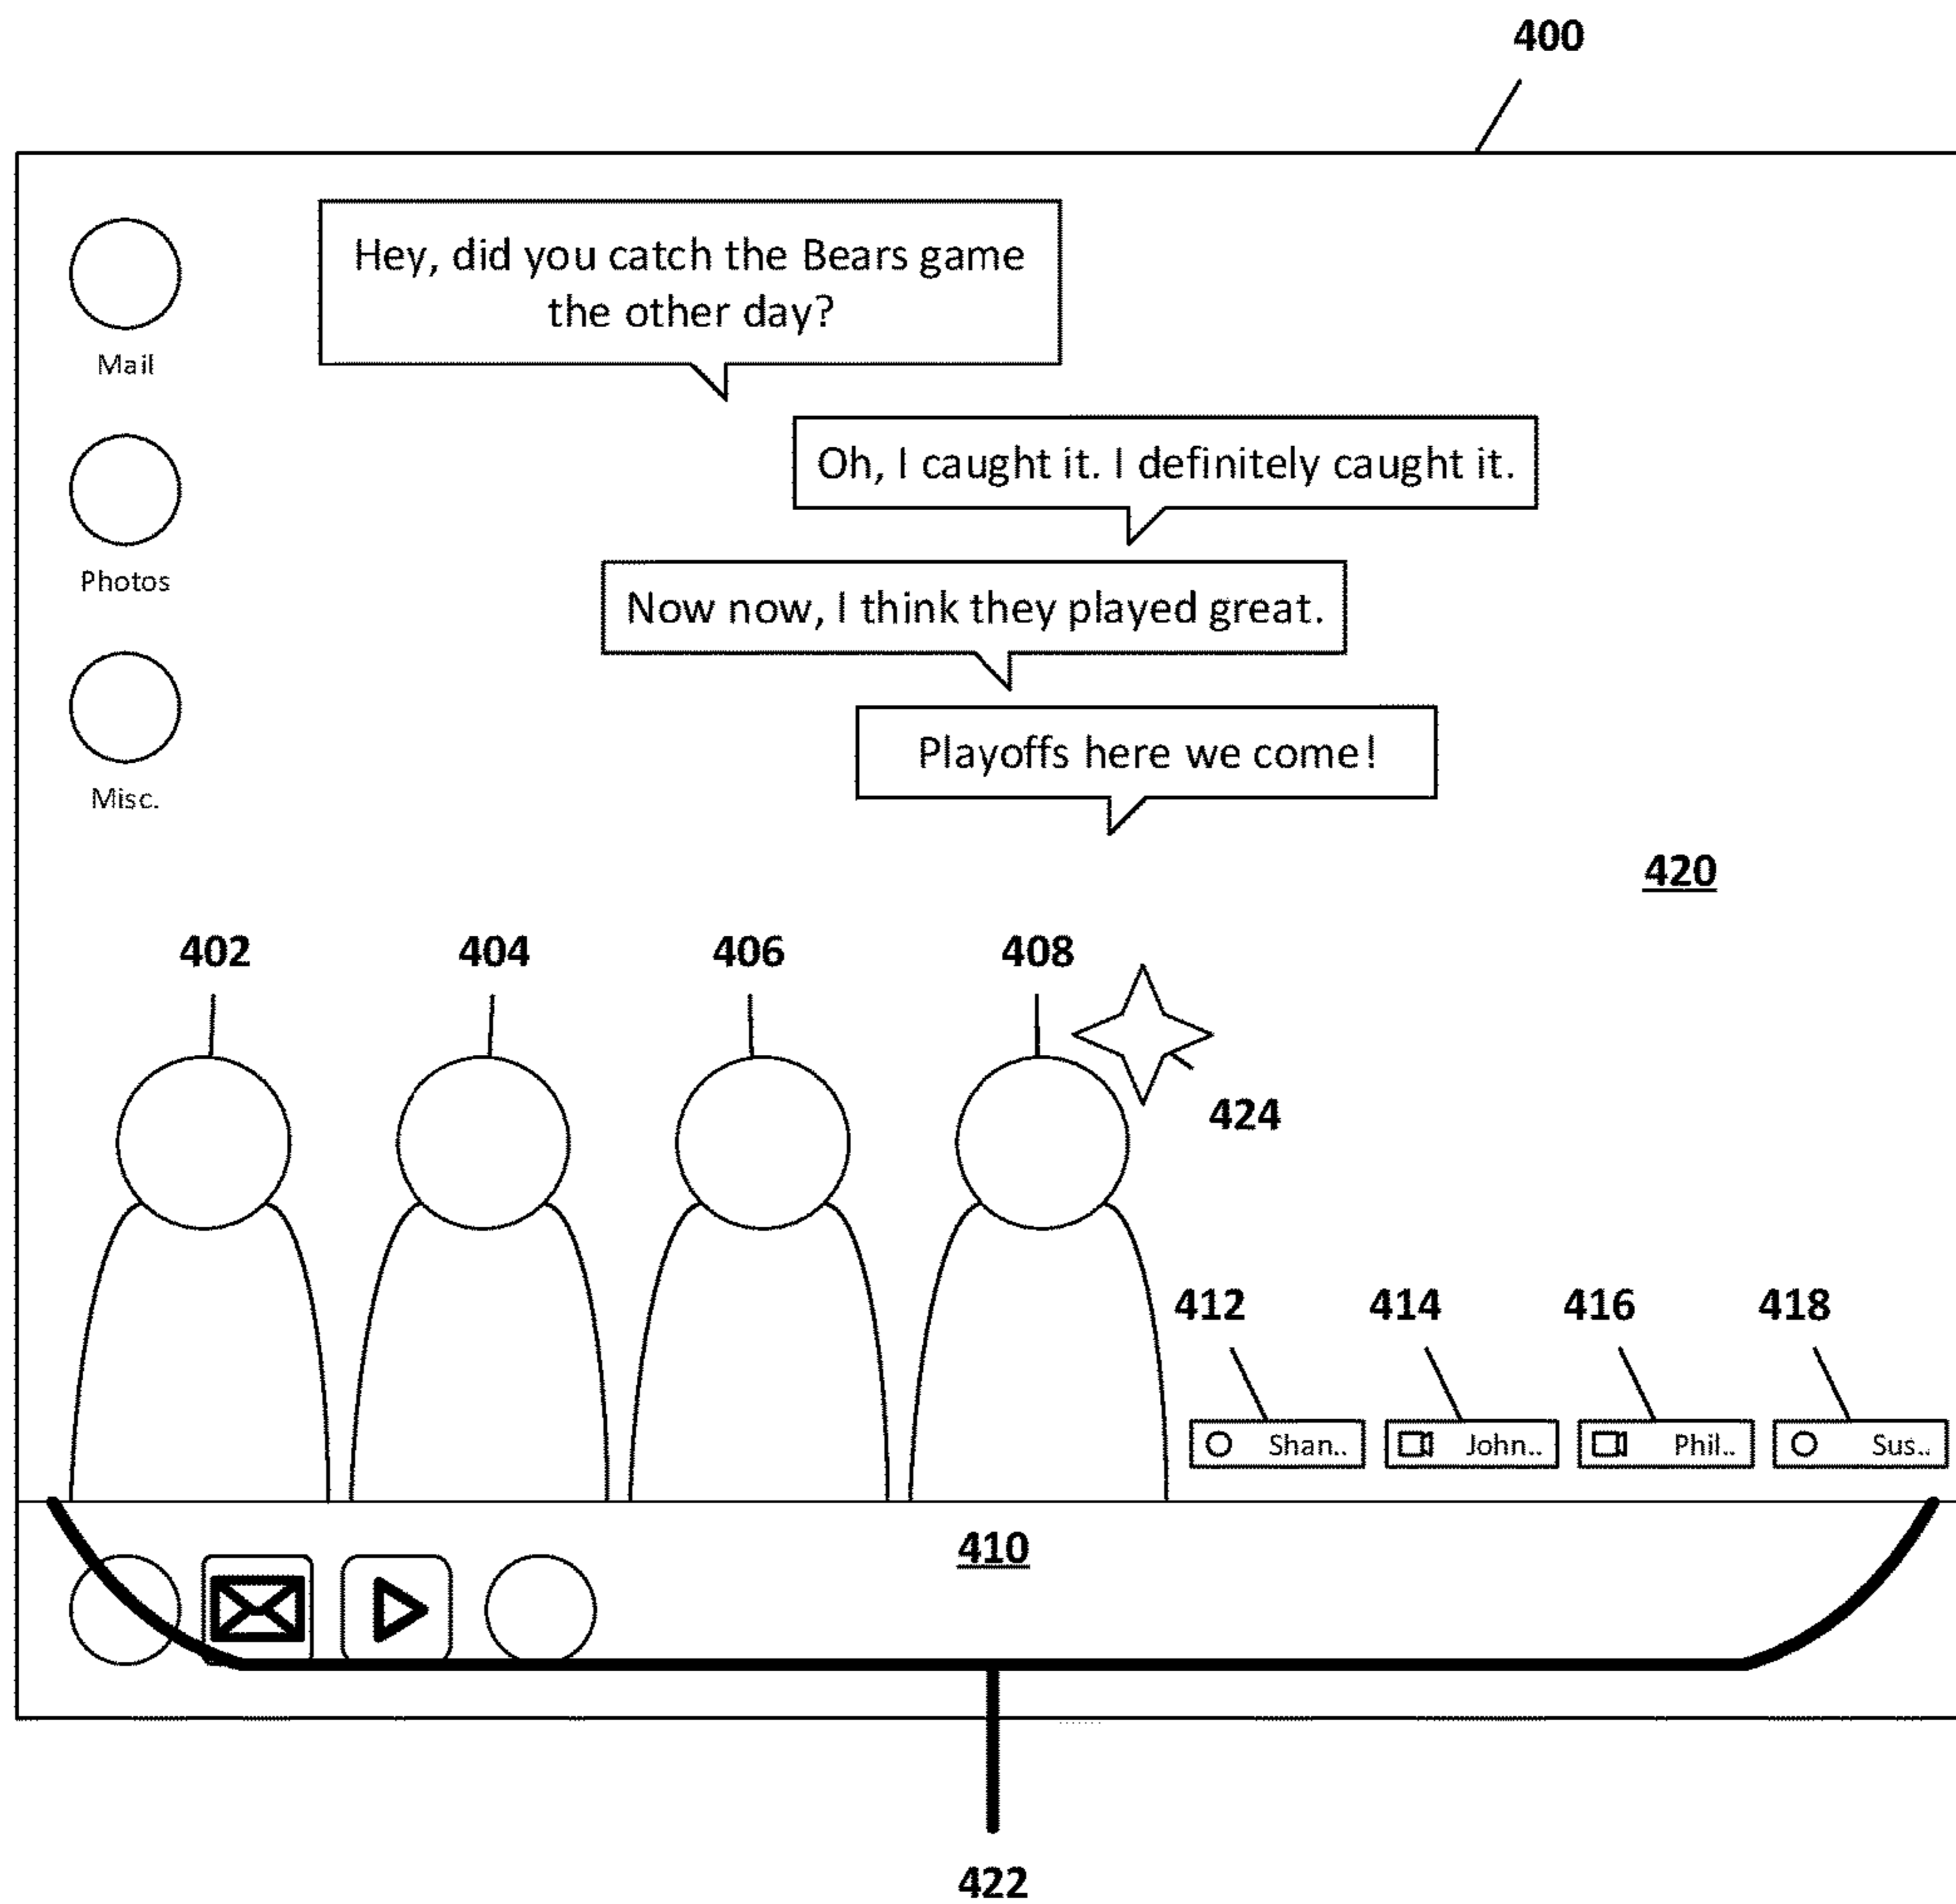 400
Hey, did you catch the Bears game
the other day?
Mail
Oh, I caught it. I definitely caught it.
Photos
Now now, I think they played great.
Playoffs here we come!
Misc.
420
402 404 406 408
424
412 414 416 418
Shan.. John.. Phil.. Sus..
410
422